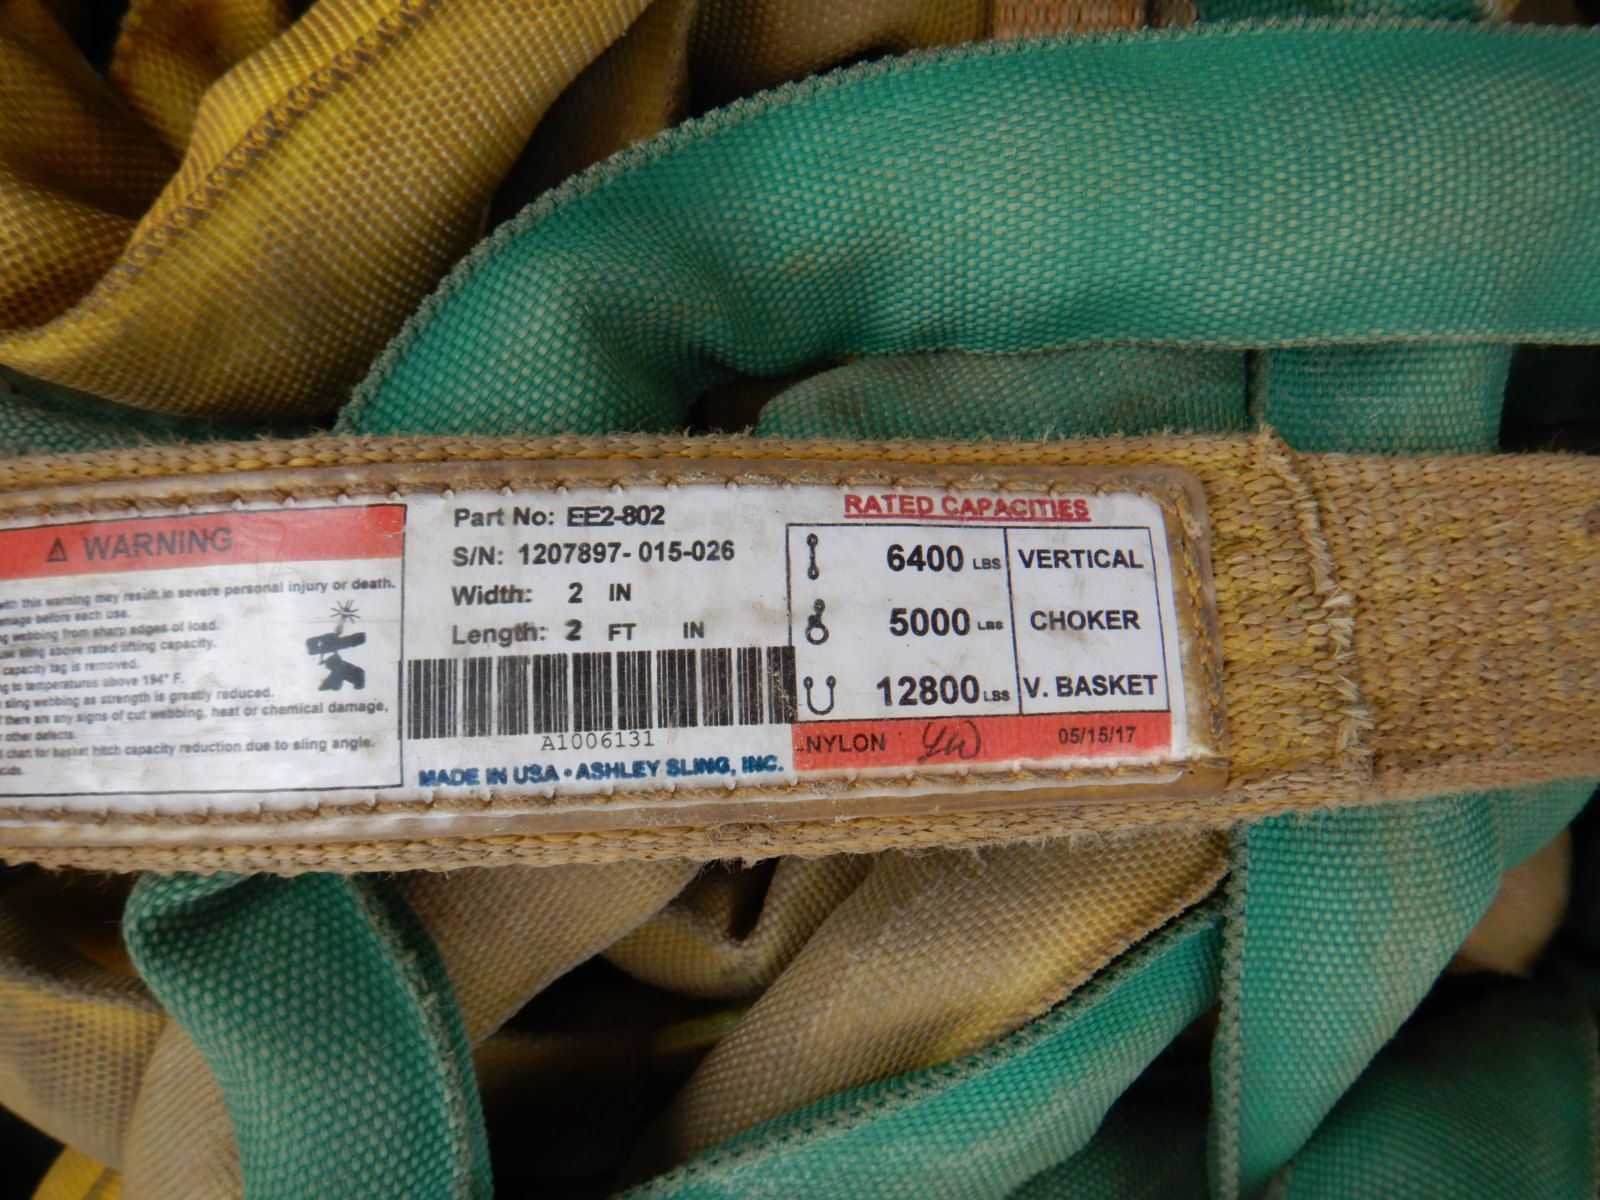 WARNING
with this warning may result in severe personal injury or death.
damage before each use.
webbing from sharp edges of load.
use sling above rated lifting capacity.
capacity tag is removed.
to temperatures above 194° F.
sling webbing as strength is greatly reduced.
if there are any signs of cut webbing, heat or chemical damage,
or other defects.
chart for basket hitch capacity reduction due to sling angle.
Part No: EE2-802
S/N: 1207897- 015-026
Width: 2 IN
Length: 2 FT IN
A1006131
MADE IN USA • ASHLEY SLING, INC.
RATED CAPACITIES
6400 LBS VERTICAL
5000 LBS CHOKER
12800 LBS V. BASKET
NYLON 05/15/17